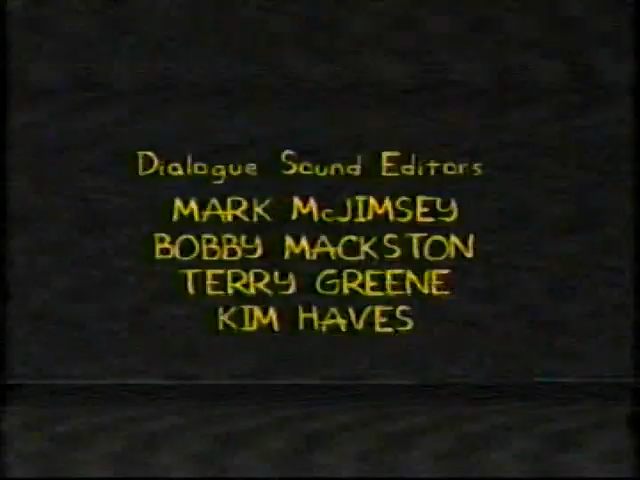 Dialogue Sound Editors
MARK McJIMSEY
BOBBY MACKSTON
TERRY GREENE
KIM HAVES